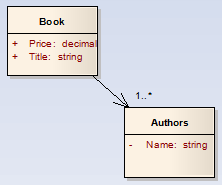 Book
+ Price: decimal
+ Title: string
1..*
Authors
- Name: string